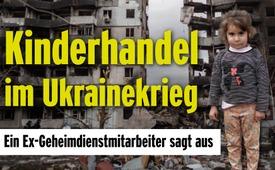 Kinderhandel
im Ukrainekrieg
Ein Ex-Geheimdienstmitarbeiter sagt aus